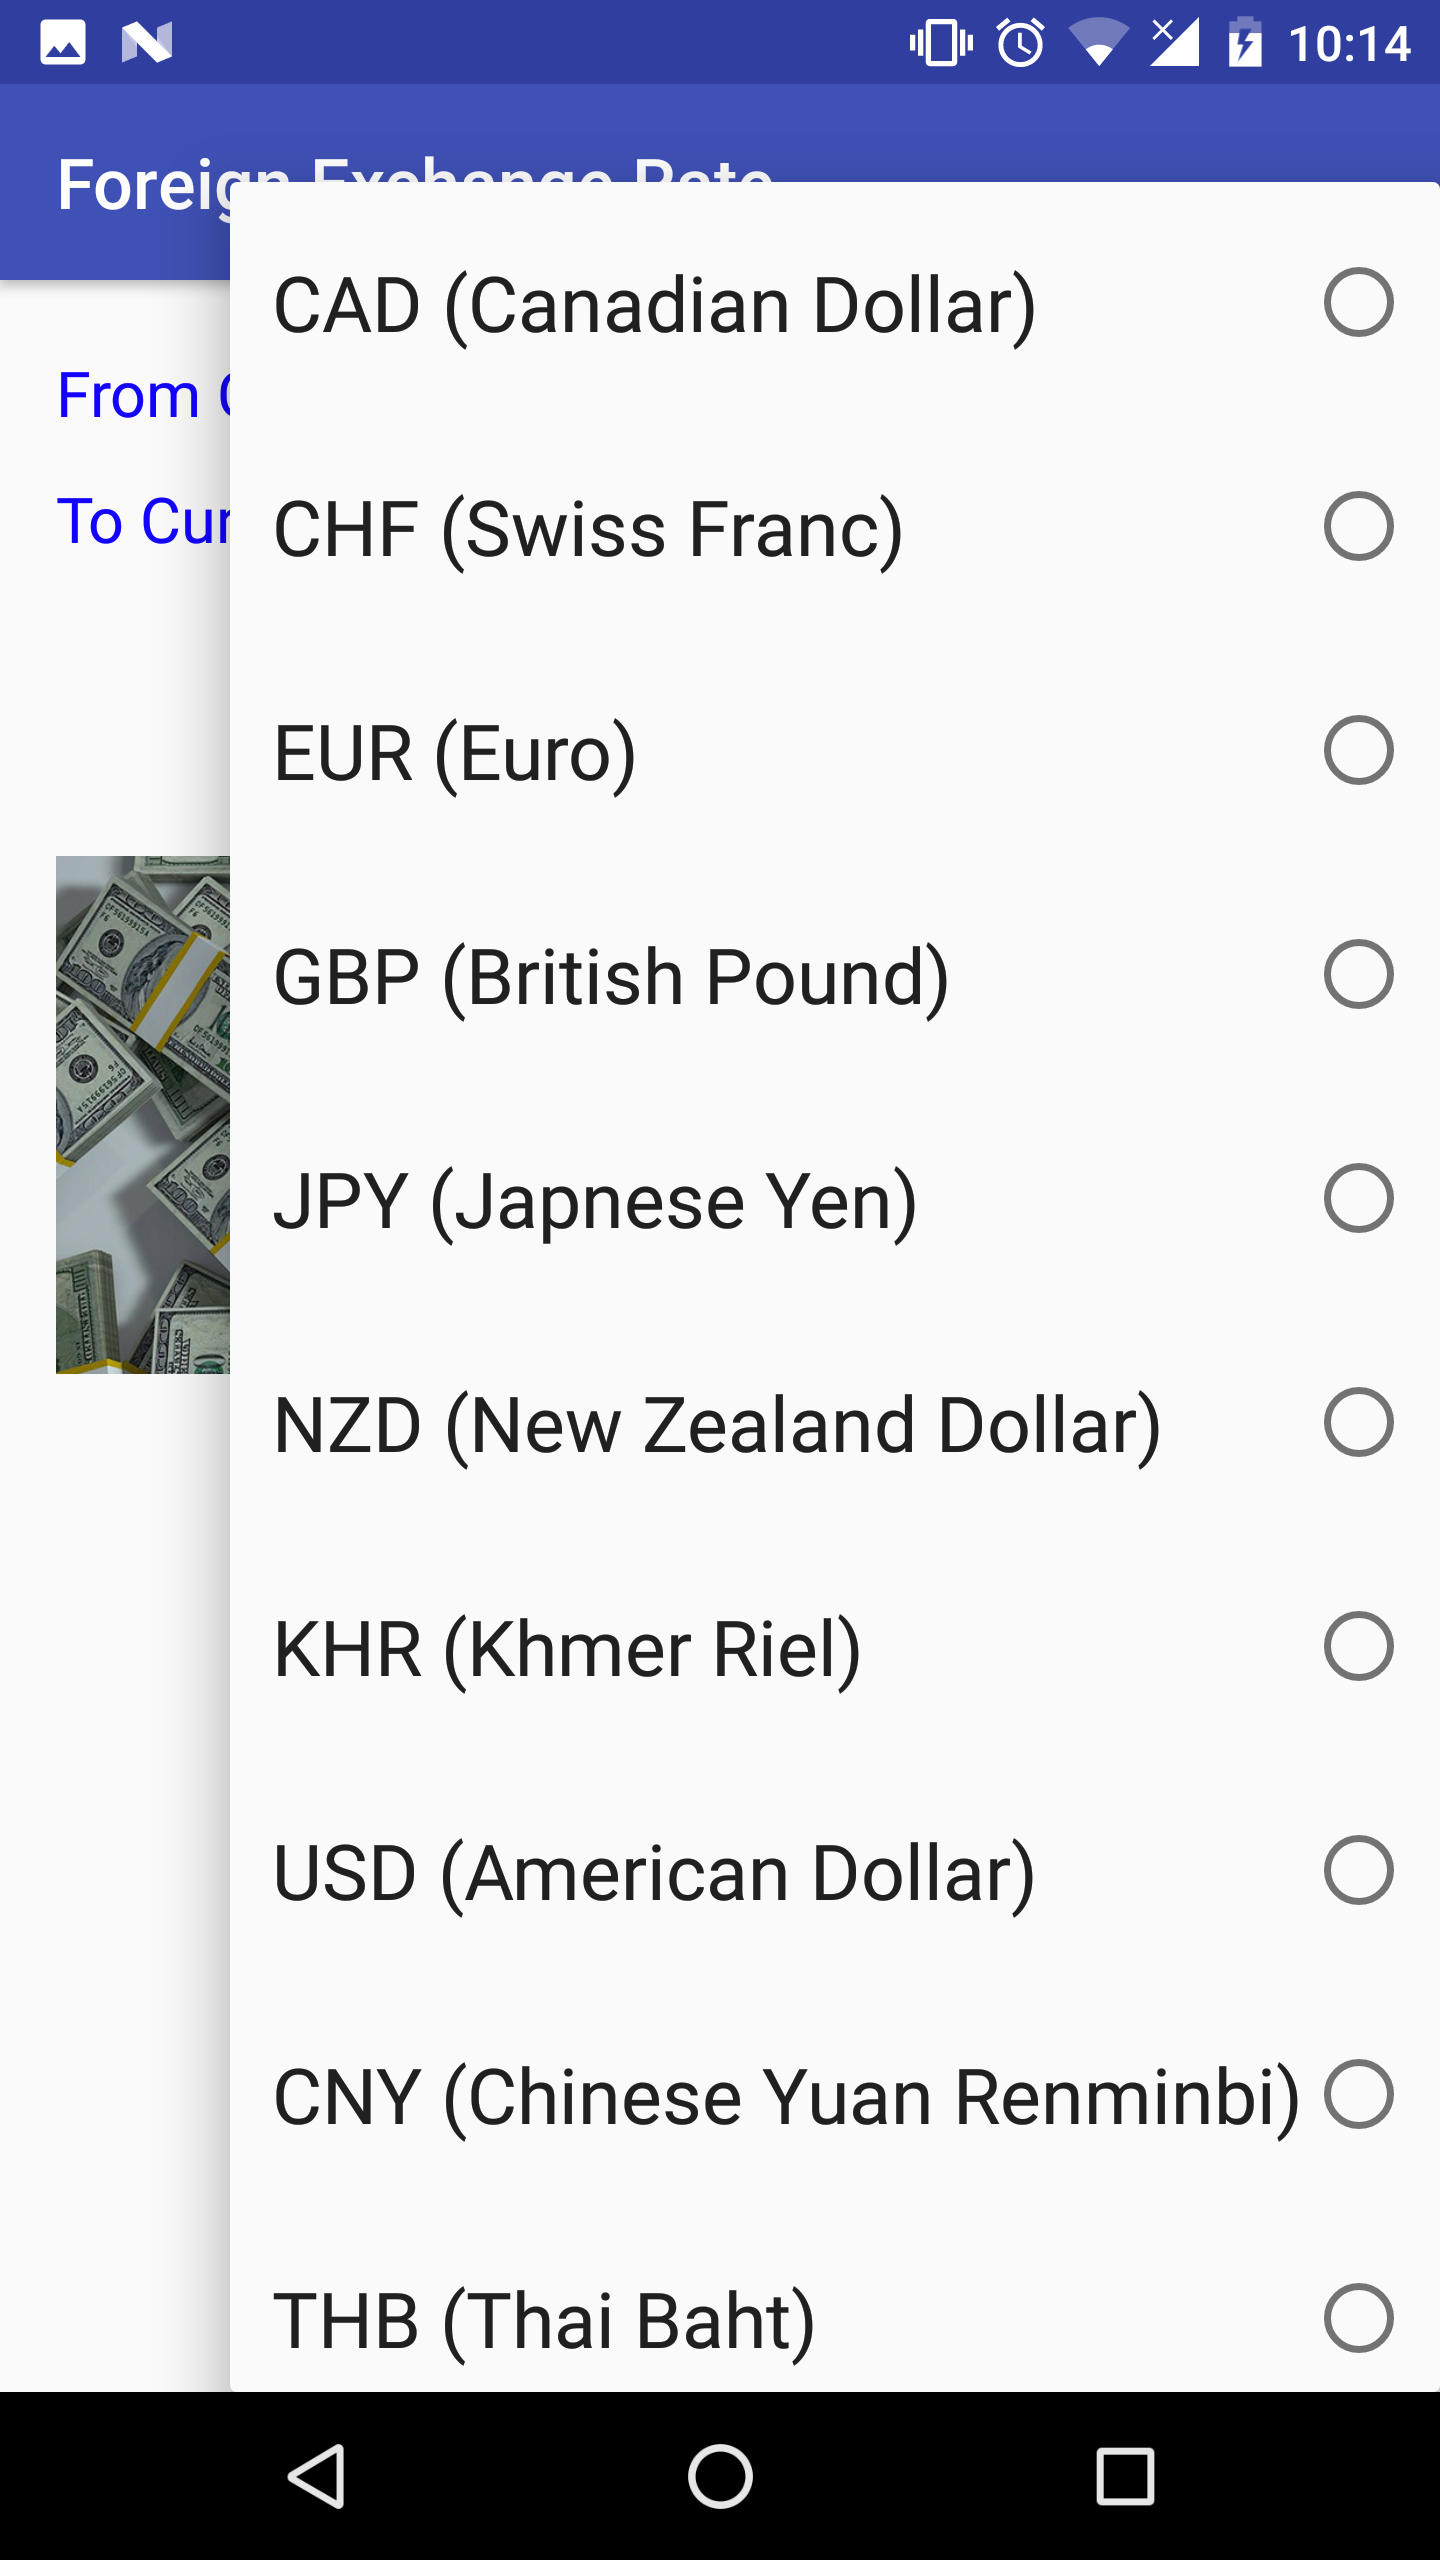 10:14
Foreign Exchange Rate
CAD (Canadian Dollar)
From
CHF (Swiss Franc)
To Cur
EUR (Euro)
GBP (British Pound)
JPY (Japnese Yen)
NZD (New Zealand Dollar)
KHR (Khmer Riel)
USD (American Dollar)
CNY (Chinese Yuan Renminbi)
THB (Thai Baht)